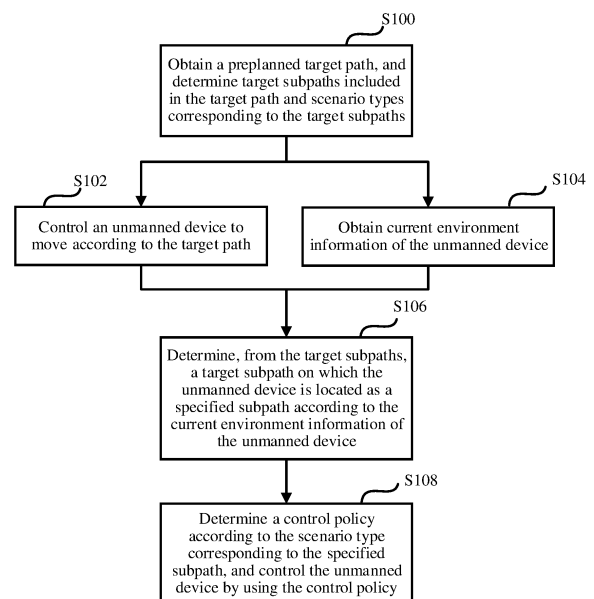 S100
Obtain a preplanned target path, and
determine target subpaths included
in the target path and scenario types
corresponding to the target subpaths
S102
Control an unmanned device to
move according to the target path
S104
Obtain current environment
information of the unmanned device
S106
Determine, from the target subpaths,
a target subpath on which the
unmanned device is located as a
specified subpath according to the
current environment information of
the unmanned device
S108
Determine a control policy
according to the scenario type
corresponding to the specified
subpath, and control the unmanned
device by using the control policy